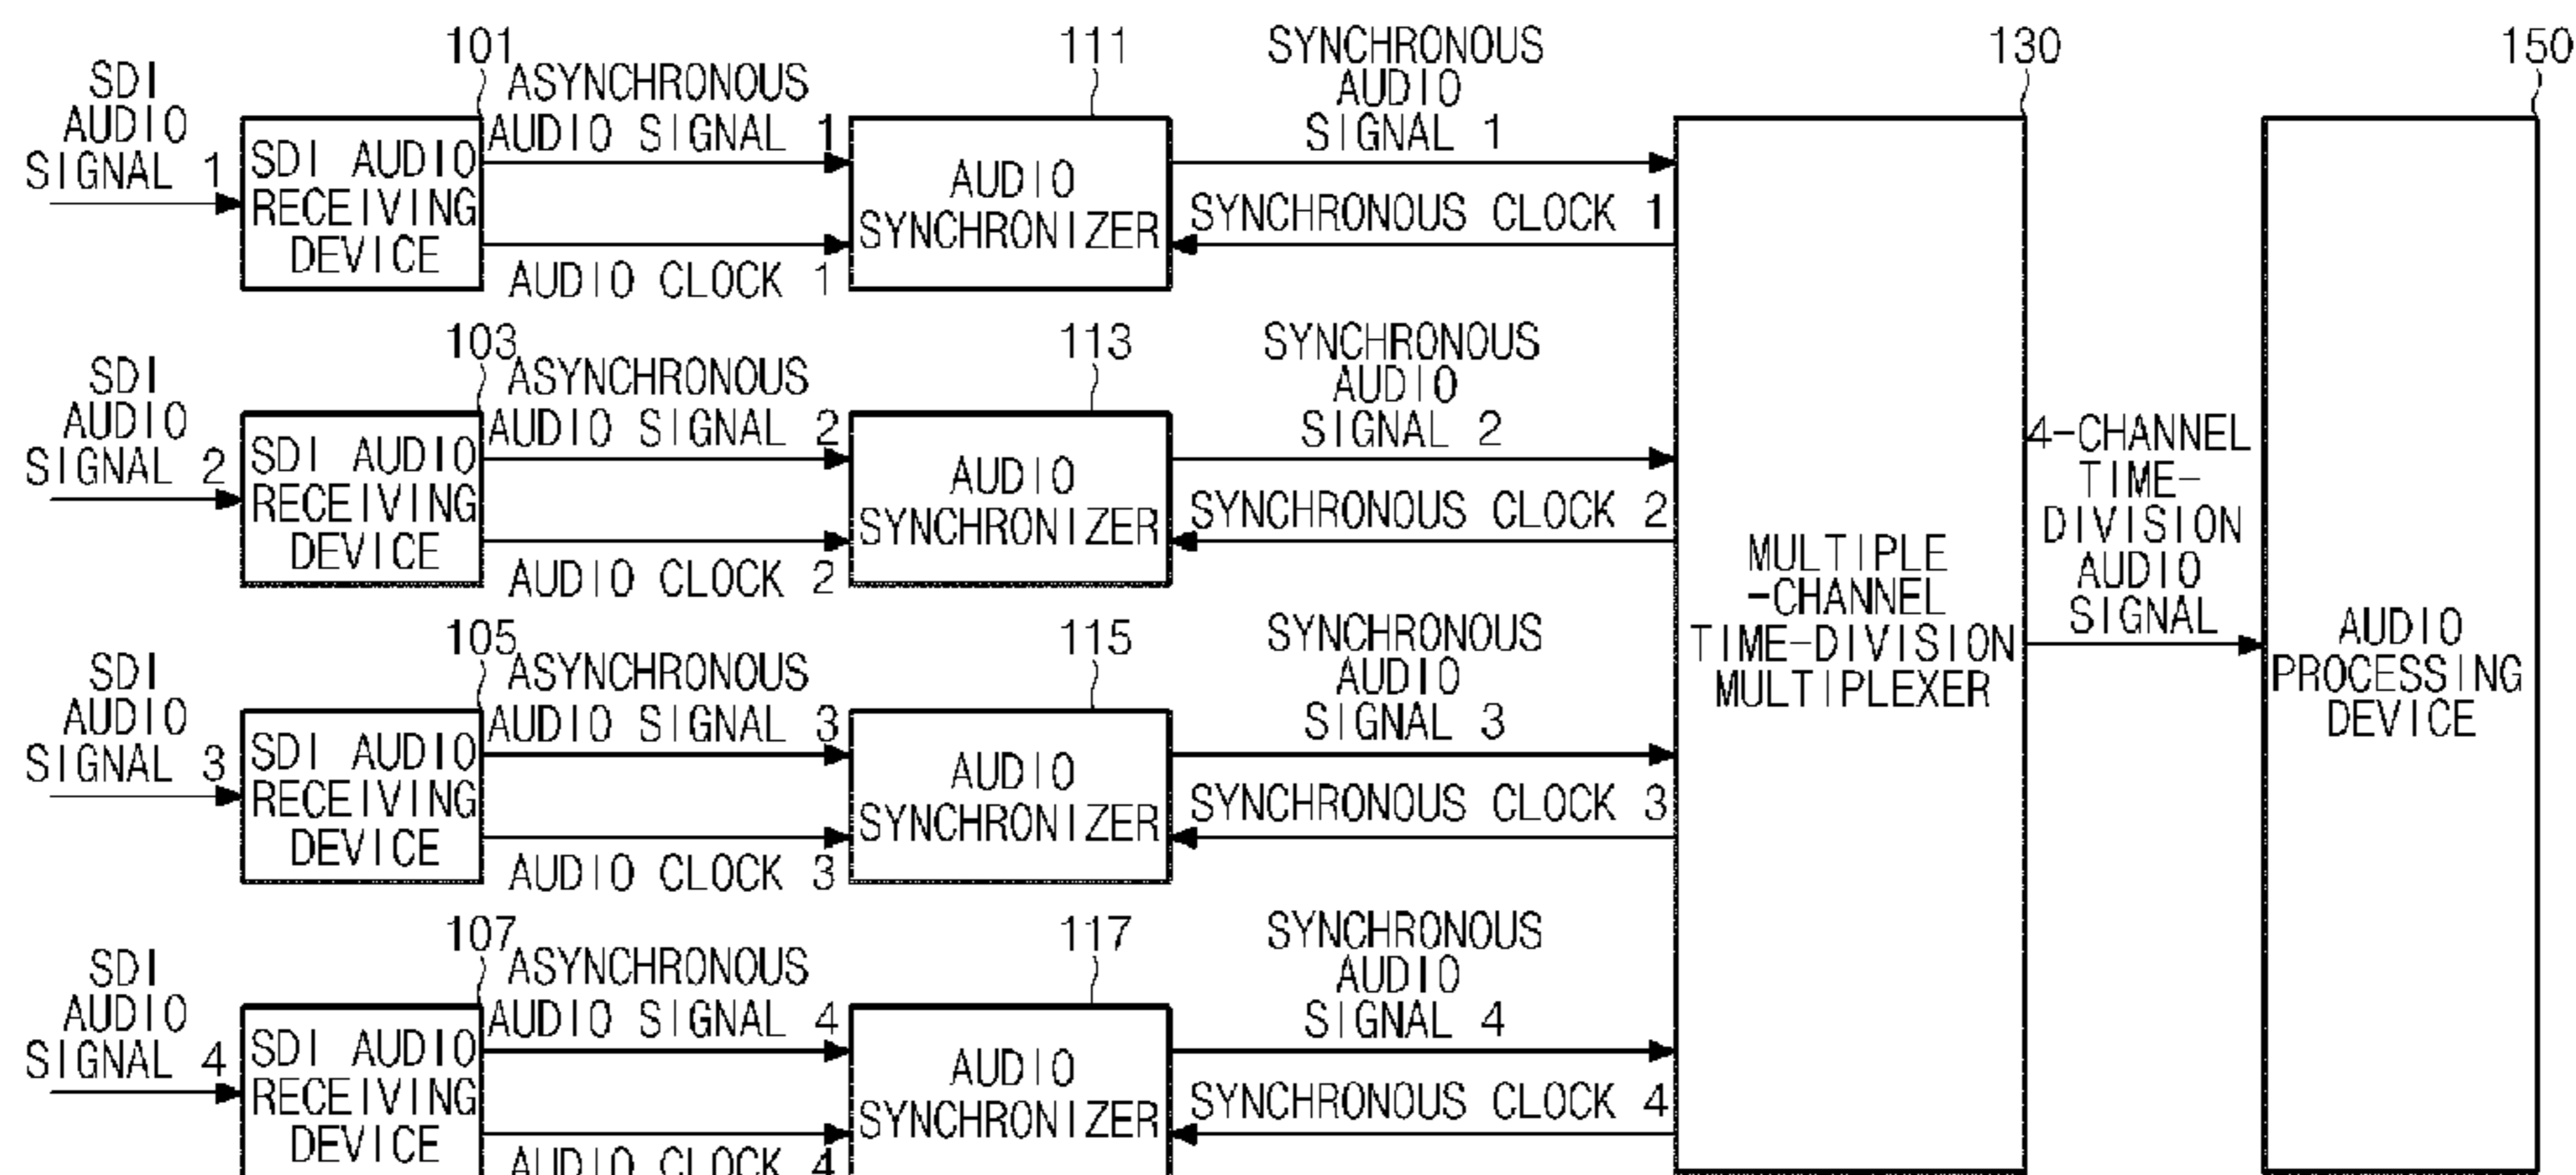 101
111
130
150
SDI
AUDIO
SIGNAL 1
SDI AUDIO
RECEIVING
DEVICE
ASYNCHRONOUS
AUDIO SIGNAL 1
AUDIO CLOCK 1
AUDIO
SYNCHRONIZER
SYNCHRONOUS
AUDIO
SIGNAL 1
SYNCHRONOUS CLOCK 1
103
113
SDI
AUDIO
SIGNAL 2
SDI AUDIO
RECEIVING
DEVICE
ASYNCHRONOUS
AUDIO SIGNAL 2
AUDIO CLOCK 2
AUDIO
SYNCHRONIZER
SYNCHRONOUS
AUDIO
SIGNAL 2
SYNCHRONOUS CLOCK 2
105
115
SDI
AUDIO
SIGNAL 3
SDI AUDIO
RECEIVING
DEVICE
ASYNCHRONOUS
AUDIO SIGNAL 3
AUDIO CLOCK 3
AUDIO
SYNCHRONIZER
SYNCHRONOUS
AUDIO
SIGNAL 3
SYNCHRONOUS CLOCK 3
107
117
SDI
AUDIO
SIGNAL 4
SDI AUDIO
RECEIVING
DEVICE
ASYNCHRONOUS
AUDIO SIGNAL 4
AUDIO CLOCK 4
AUDIO
SYNCHRONIZER
SYNCHRONOUS
AUDIO
SIGNAL 4
SYNCHRONOUS CLOCK 4
MULTIPLE
-CHANNEL
TIME-DIVISION
MULTIPLEXER
4-CHANNEL
TIME-
DIVISION
AUDIO
SIGNAL
AUDIO
PROCESSING
DEVICE